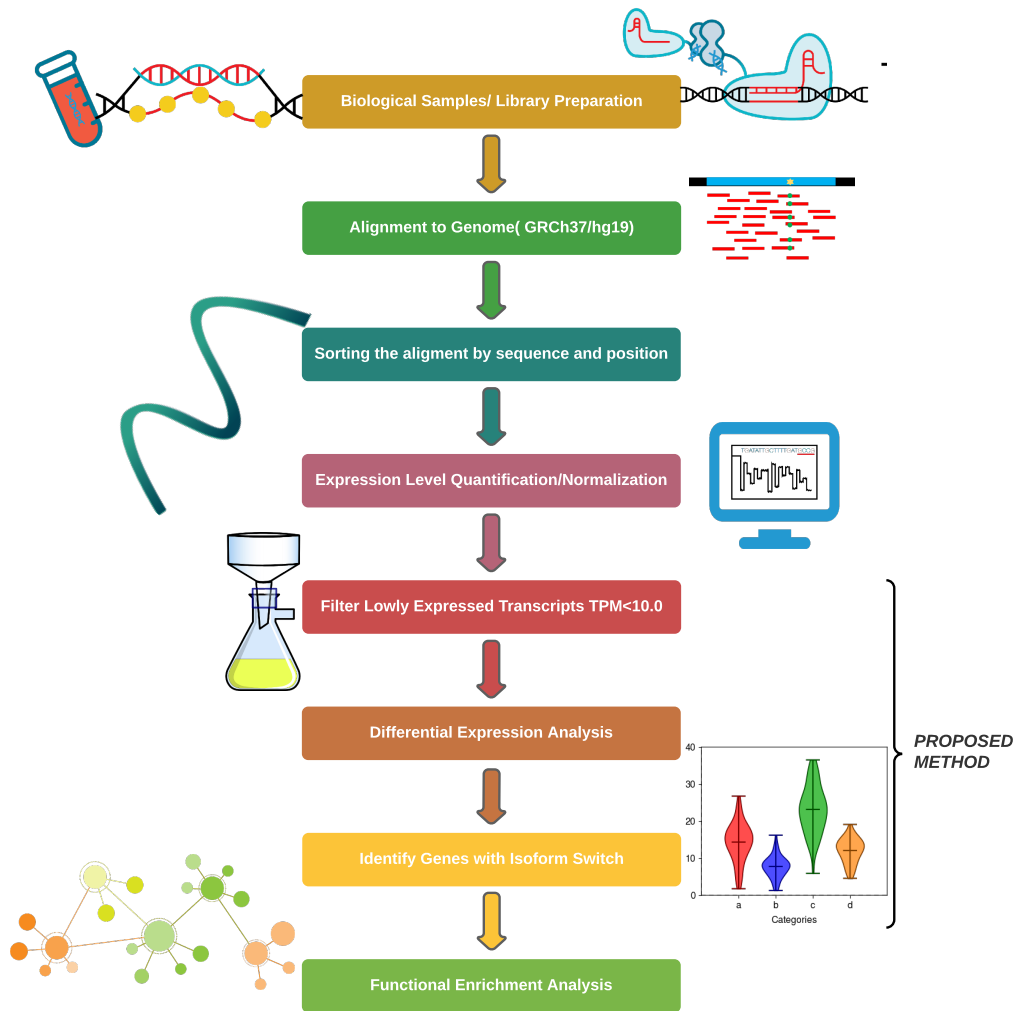 Biological Samples/ Library Preparation
Alignment to Genome( GRCh37/hg19)
Sorting the aligment by sequence and position
Expression Level Quantification/Normalization
TGATATTGCTTTTGATGCCG
Filter Lowly Expressed Transcripts TPM<10.0
Differential Expression Analysis
PROPOSED
METHOD
40
30
20
10
0
a b c d
Categories
Identify Genes with Isoform Switch
Functional Enrichment Analysis